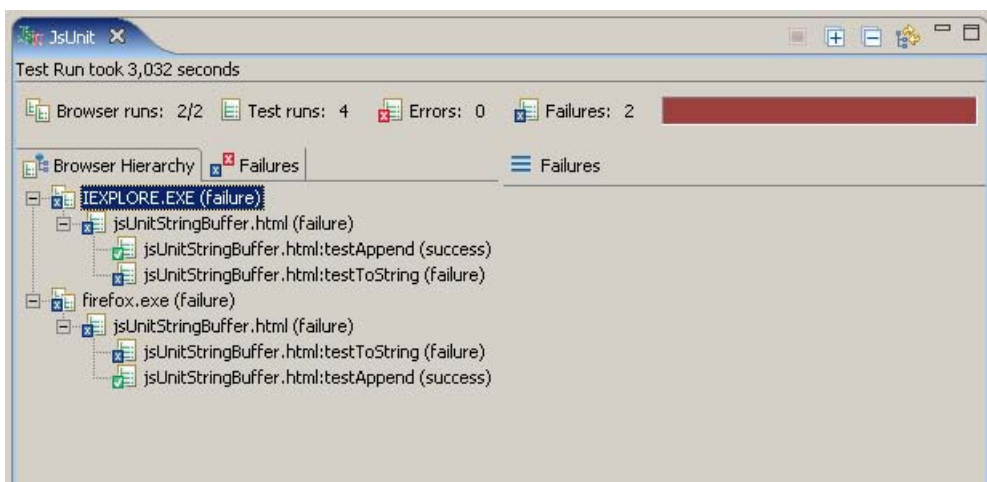 JsUnit
Test Run took 3,032 seconds
Browser runs: 2/2 Test runs: 4 Errors: 0 Failures: 2
Browser Hierarchy Failures Failures
IEXPLORE.EXE (failure)
jsUnitStringBuffer.html (failure)
jsUnitStringBuffer.html:testAppend (success)
jsUnitStringBuffer.html:testToString (failure)
firefox.exe (failure)
jsUnitStringBuffer.html (failure)
jsUnitStringBuffer.html:testToString (failure)
jsUnitStringBuffer.html:testAppend (success)